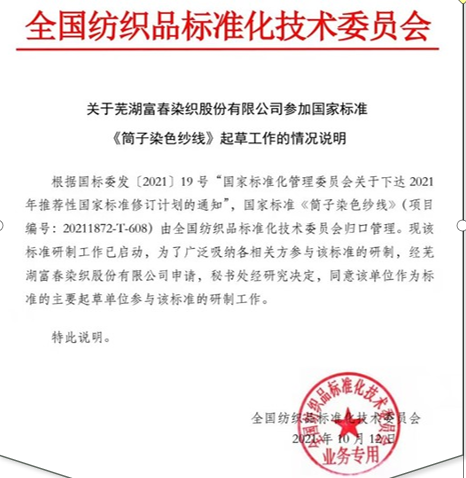 全国纺织品标准化技术委员会
关于芜湖富春染织股份有限公司参加国家标准
《筒子染色纱线》起草工作的情况说明
根据国标委发〔2021〕19 号“国家标准化管理委员会关于下达 2021
年推荐性国家标准修订计划的通知”，国家标准《筒子染色纱线》（项目
编号：20211872-T-608）由全国纺织品标准化技术委员会归口管理。现该
标准研制工作已启动，为了广泛吸纳各相关方参与该标准的研制，经芜
湖富春染织股份有限公司申请，秘书处经研究决定，同意该单位作为标
准的主要起草单位参与该标准的研制工作。
特此说明。
全国纺织品标准化技术委员会
2021 年 10 月 12 日
全国纺织品标准化技术委员会
业务专用